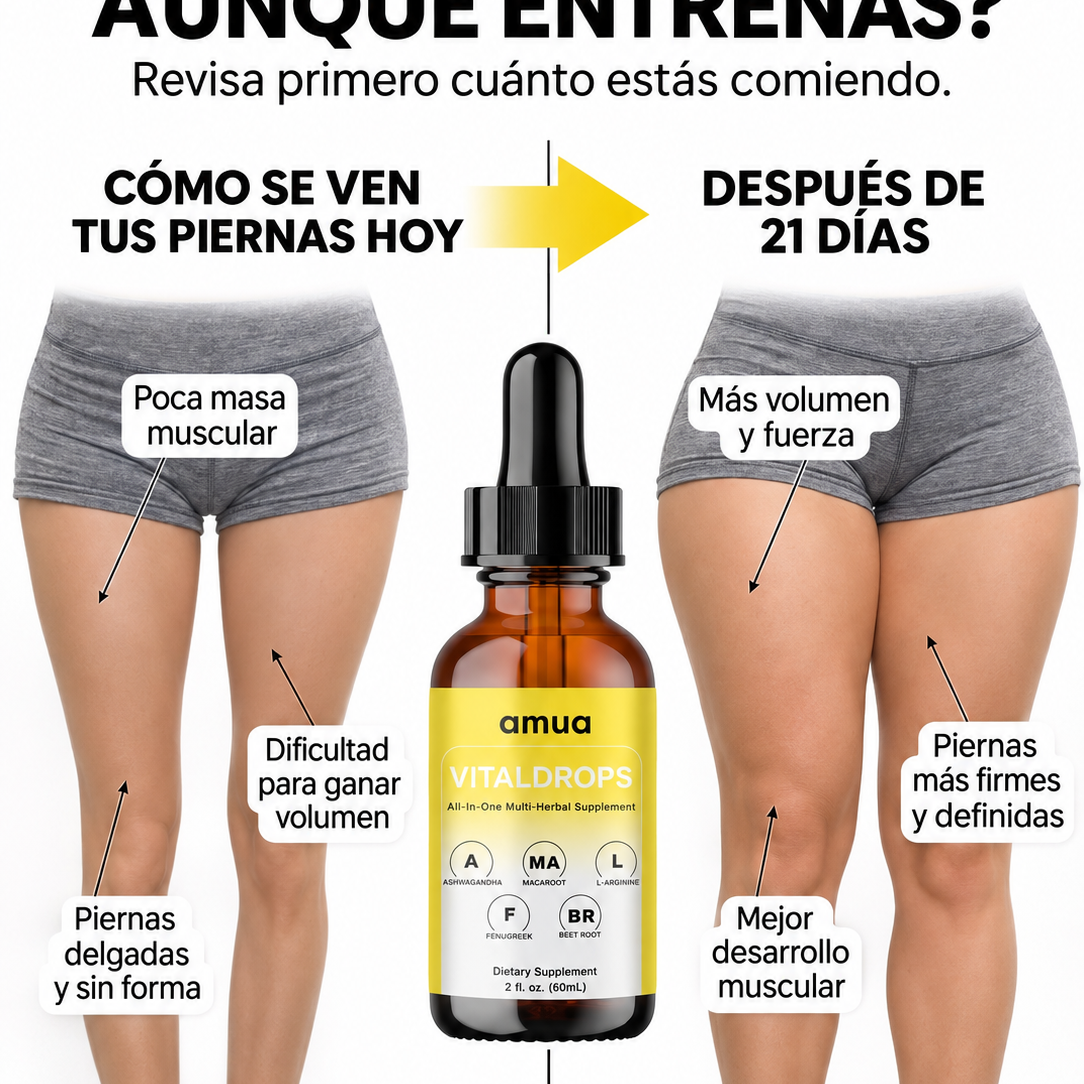 AUNQUE ENTRENAS?
Revisa primero cuánto estás comiendo.
CÓMO SE VEN
TUS PIERNAS HOY
DESPUÉS DE
21 DÍAS
Poca masa
muscular
Dificultad
para ganar
volumen
Piernas
delgadas
y sin forma
Más volumen
y fuerza
Piernas
más firmes
y definidas
Mejor
desarrollo
muscular
amua
VITALDROPS
All-In-One Multi-Herbal Supplement
A
ASHWAGANDHA
MA
MACAROOT
L
L-ARGININE
F
FENUGREEK
BR
BEET ROOT
Dietary Supplement
2 fl. oz. (60mL)